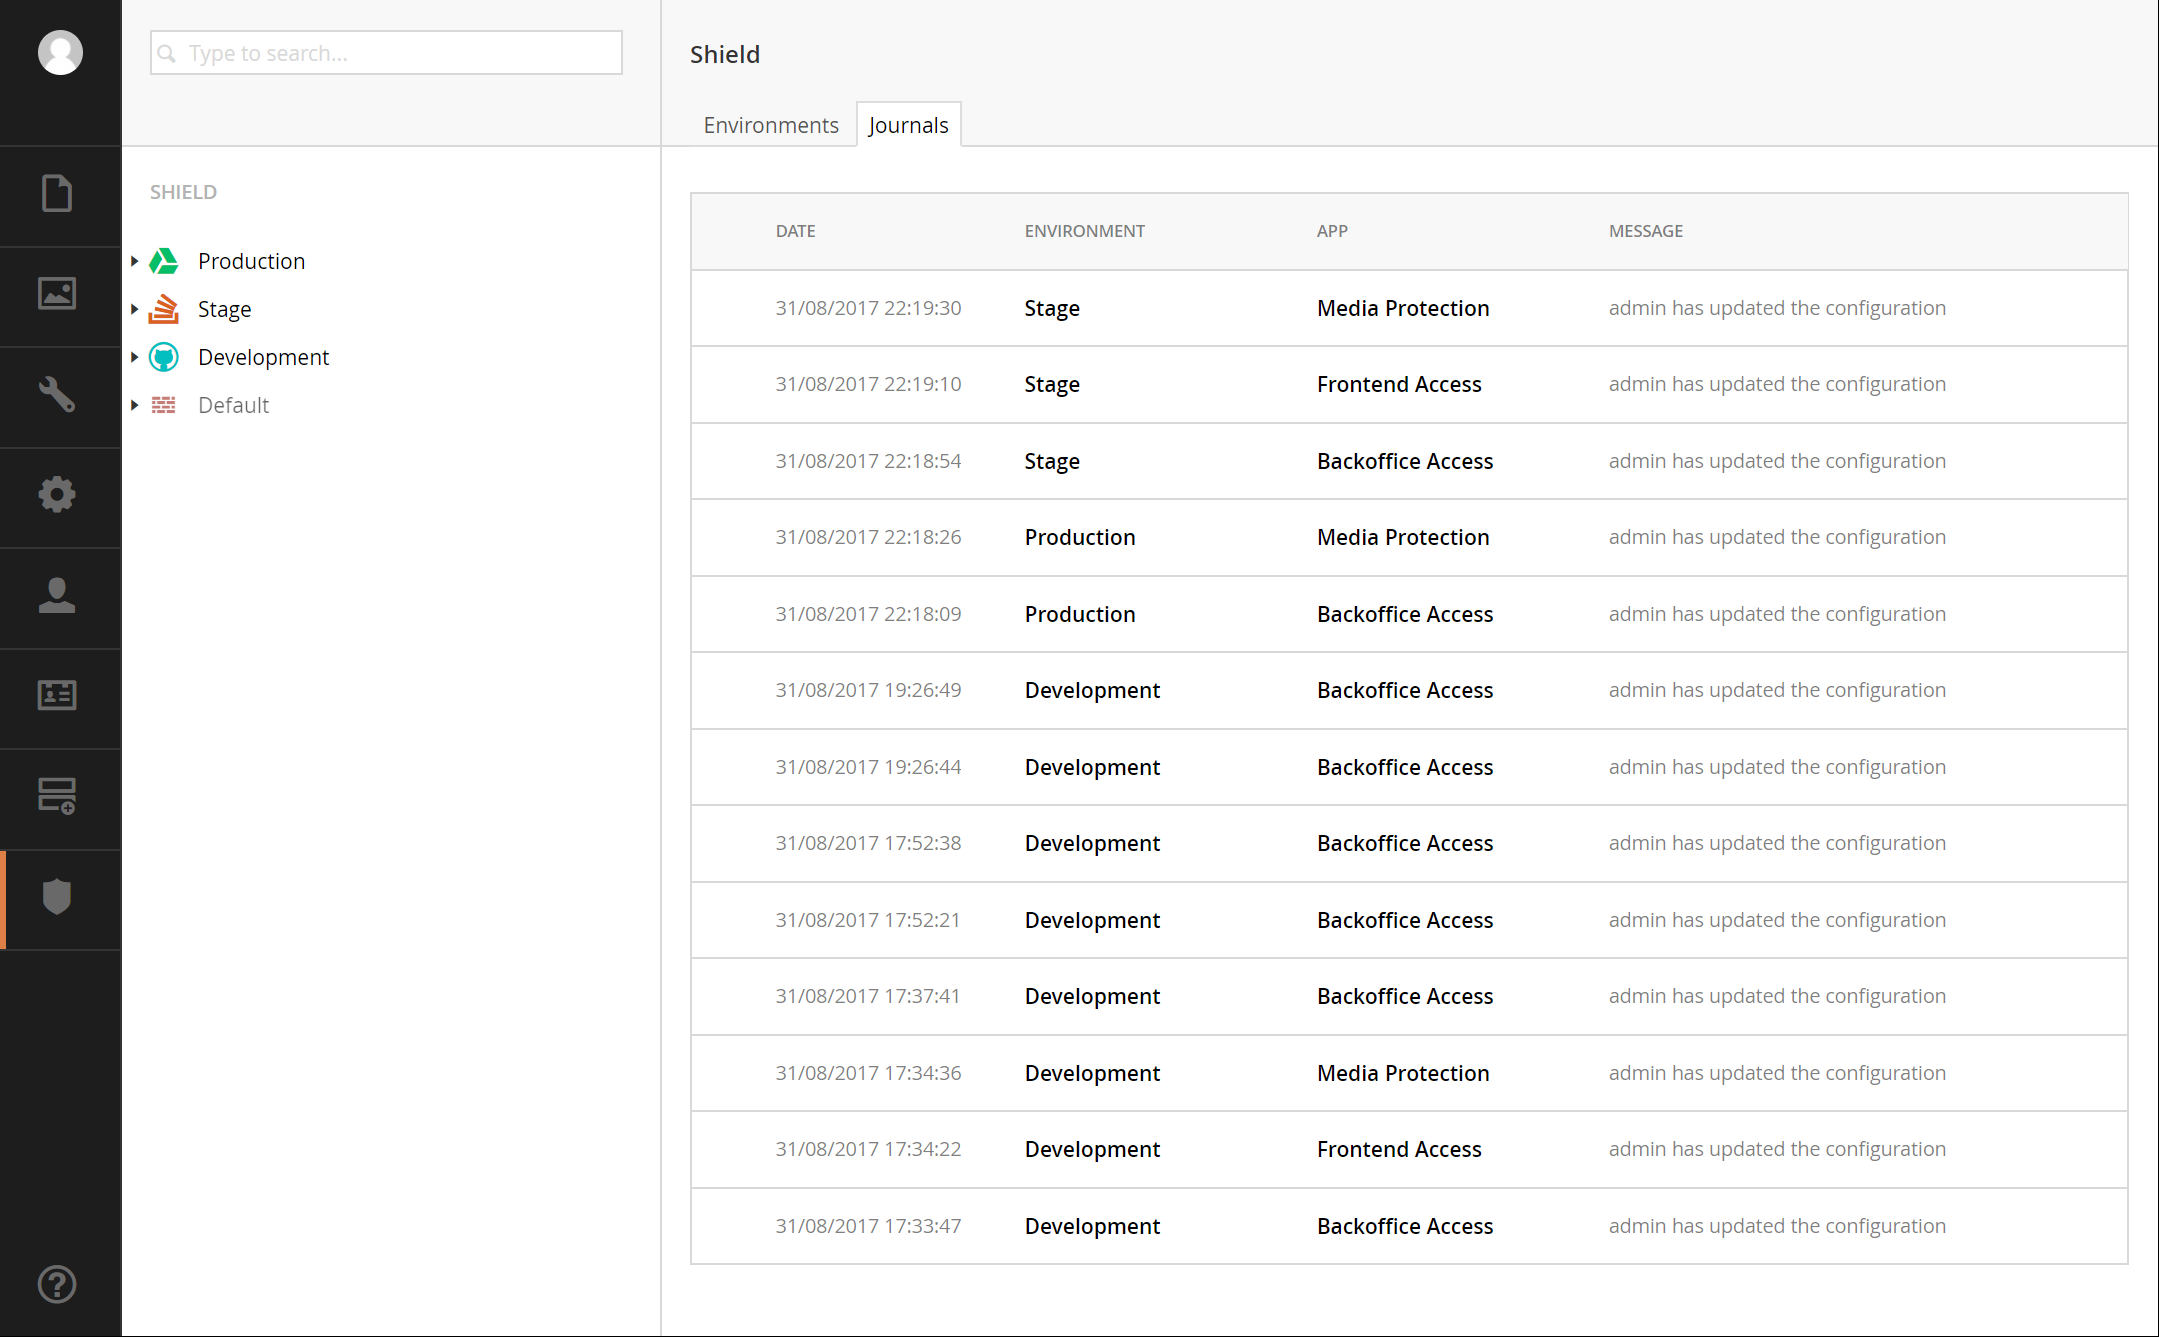 Type to search...
Shield
Environments Journals
SHIELD
Production
Stage
Development
Default
DATE ENVIRONMENT APP MESSAGE
31/08/2017 22:19:30 Stage Media Protection admin has updated the configuration
31/08/2017 22:19:10 Stage Frontend Access admin has updated the configuration
31/08/2017 22:18:54 Stage Backoffice Access admin has updated the configuration
31/08/2017 22:18:26 Production Media Protection admin has updated the configuration
31/08/2017 22:18:09 Production Backoffice Access admin has updated the configuration
31/08/2017 19:26:49 Development Backoffice Access admin has updated the configuration
31/08/2017 19:26:44 Development Backoffice Access admin has updated the configuration
31/08/2017 17:52:38 Development Backoffice Access admin has updated the configuration
31/08/2017 17:52:21 Development Backoffice Access admin has updated the configuration
31/08/2017 17:37:41 Development Backoffice Access admin has updated the configuration
31/08/2017 17:34:36 Development Media Protection admin has updated the configuration
31/08/2017 17:34:22 Development Frontend Access admin has updated the configuration
31/08/2017 17:33:47 Development Backoffice Access admin has updated the configuration